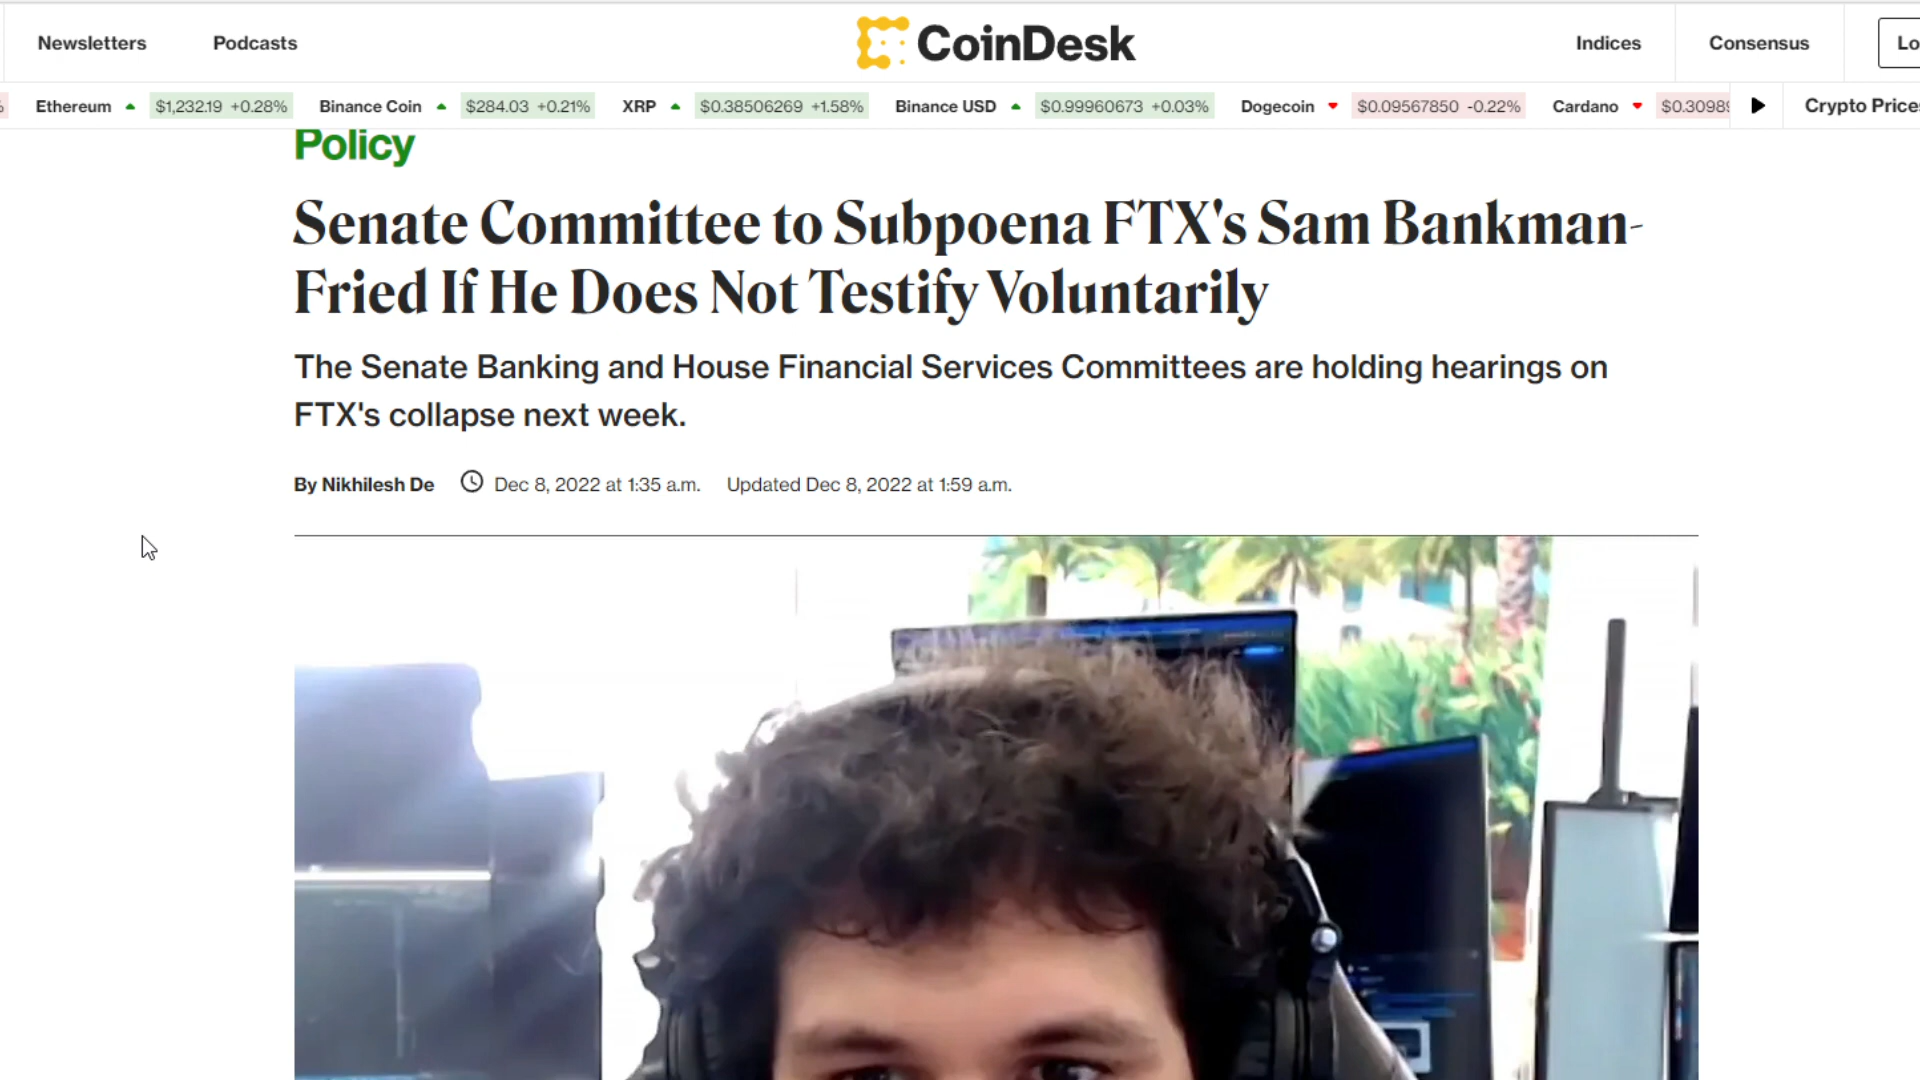 Newsletters Podcasts CoinDesk Indices Consensus Lo
% Ethereum $1,232.19 +0.28% Binance Coin $284.03 +0.21% XRP $0.38506269 +1.58% Binance USD $0.99960673 +0.03% Dogecoin $0.09567850 -0.22% Cardano $0.3098 Crypto Price
Policy
Senate Committee to Subpoena FTX's Sam Bankman-
Fried If He Does Not Testify Voluntarily
The Senate Banking and House Financial Services Committees are holding hearings on
FTX's collapse next week.
By Nikhilesh De Dec 8, 2022 at 1:35 a.m. Updated Dec 8, 2022 at 1:59 a.m.